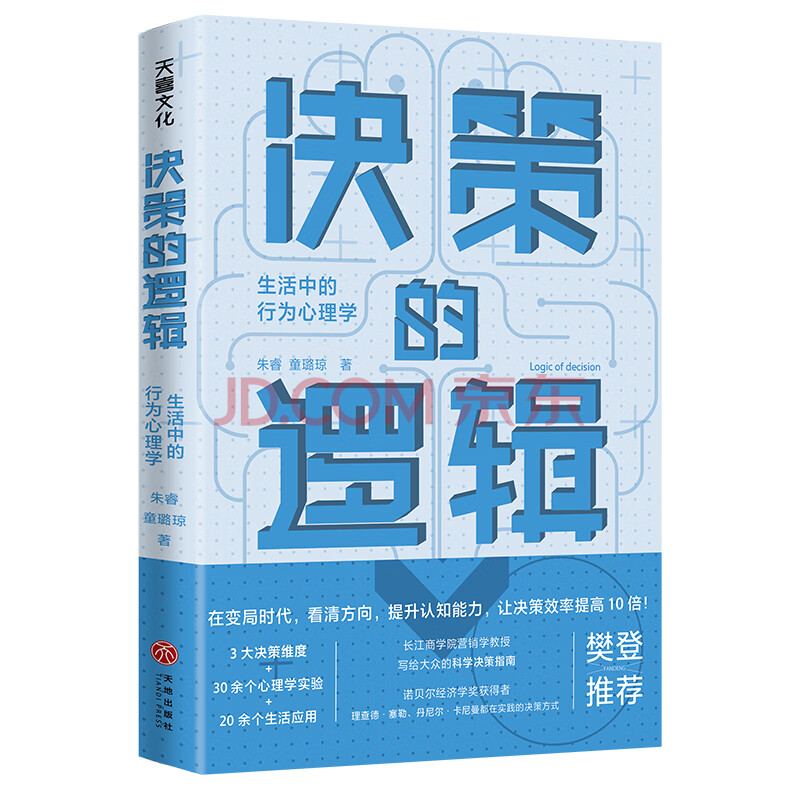 天喜文化
决策的逻辑
生活中的
行为心理学
朱睿
童璐琼
著
天地出版社
TIANDI PRESS
决策
的
逻辑
生活中的
行为心理学
朱睿 童璐琼 著
Logic of decision
JD.COM 京东
在变局时代，看清方向，提升认知能力，让决策效率提高10倍！
3大决策维度
+
30余个心理学实验
+
20余个生活应用
长江商学院营销学教授
写给大众的科学决策指南
诺贝尔经济学奖获得者
理查德·塞勒、丹尼尔·卡尼曼都在实践的决策方式
樊登
FANDENG
推荐